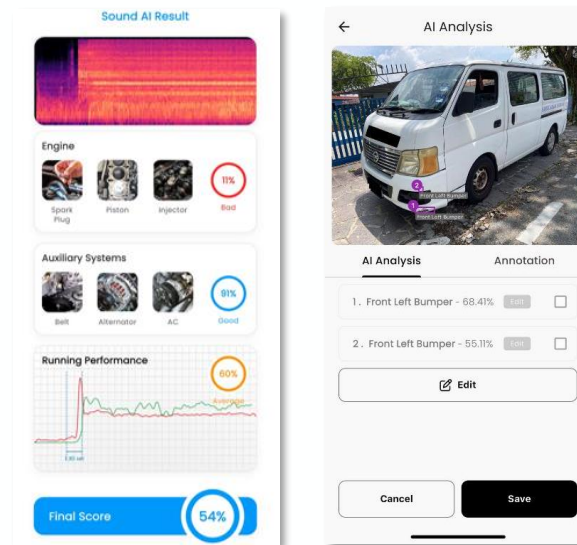 Sound AI Result
Engine
Spark Plug
Piston
Injector
11%
Bad
Auxiliary Systems
Belt
Alternator
AC
91%
Good
Running Performance
60%
Average
Final Score
54%
AI Analysis
2
Front Left Bumper
1
Front Left Bumper
AI Analysis
Annotation
1. Front Left Bumper - 68.41%
Edit
2. Front Left Bumper - 55.11%
Edit
Edit
Cancel
Save